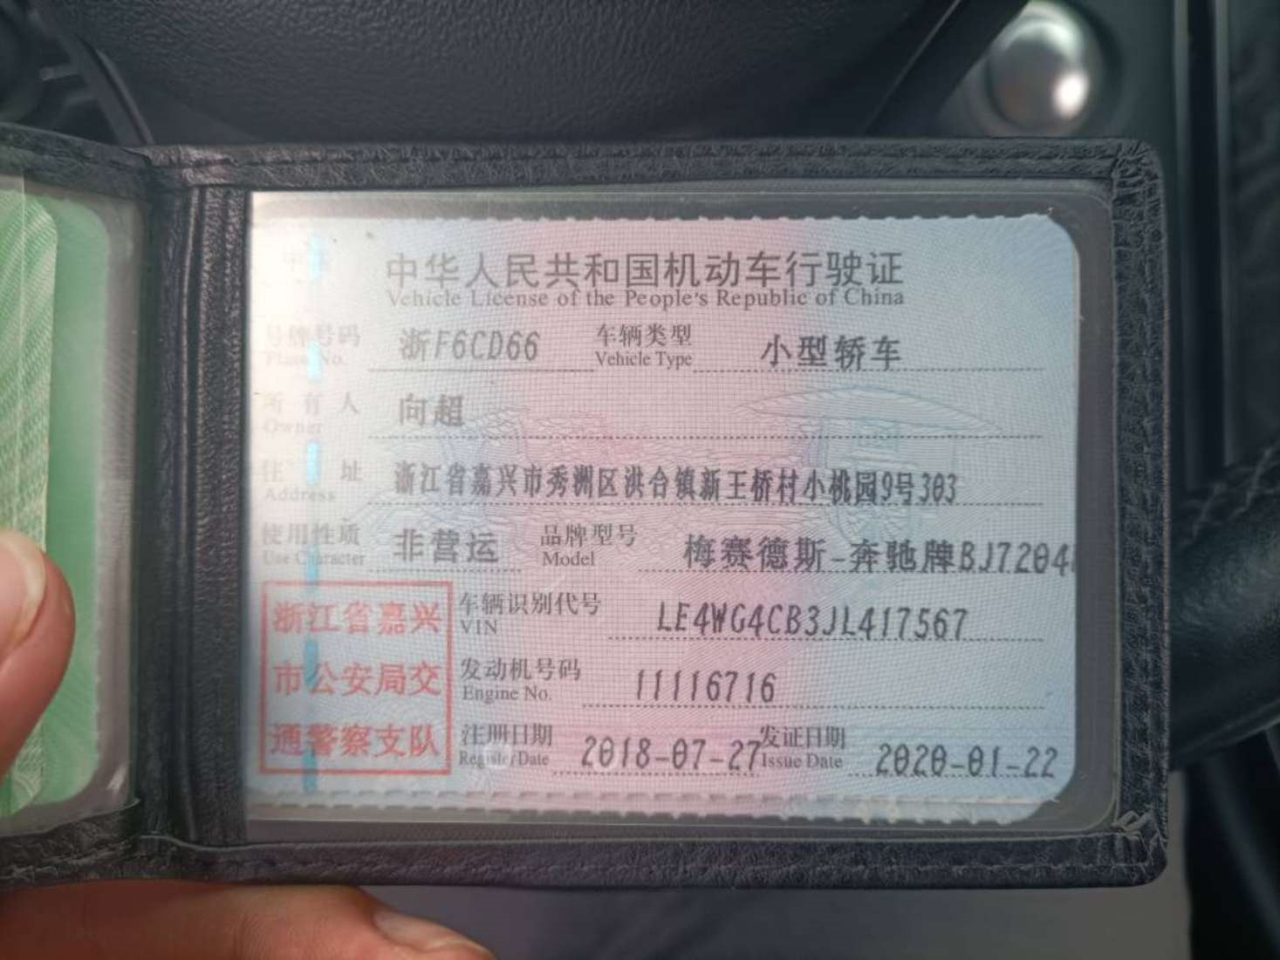 中华人民共和国机动车行驶证
Vehicle License of the People's Republic of China
号牌号码 浙F6CD66 车辆类型 小型轿车
Plate No. Vehicle Type
所有人 向超
Owner
住址 浙江省嘉兴市秀洲区洪合镇新王桥村小桃园9号303
Address
使用性质 非营运 品牌型号 梅赛德斯-奔驰牌BJ7204
Use Character Model
浙江省嘉兴 车辆识别代号 LE4WG4CB3JL417567
VIN
市公安局交 发动机号码 11116716
Engine No.
通警察支队 注册日期 2018-07-27 发证日期 2020-01-22
Register Date Issue Date